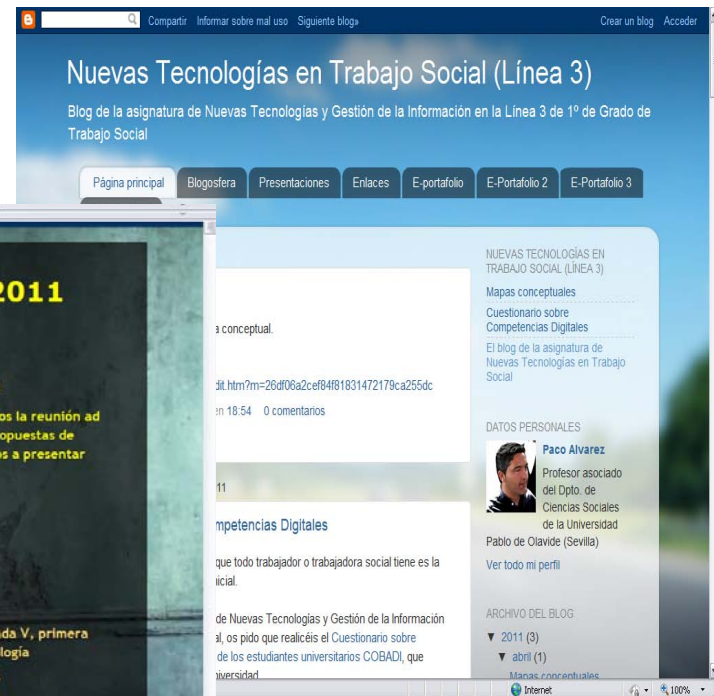 Compartir Informar sobre mal uso Siguiente blog»
Crear un blog Acceder
Nuevas Tecnologías en Trabajo Social (Línea 3)
Blog de la asignatura de Nuevas Tecnologías y Gestión de la Información en la Línea 3 de 1º de Grado de
Trabajo Social
Página principal Blogosfera Presentaciones Enlaces E-portafolio E-Portafolio 2 E-Portafolio 3
2011
os la reunión ad
opuestas de
os a presentar
da V, primera
logía
a conceptual.
dit.htm?m=26df06a2cef84f81831472179ca255dc
en 18:54 0 comentarios
11
mpetencias Digitales
que todo trabajador o trabajadora social tiene es la
nicial.
de Nuevas Tecnologías y Gestión de la Información
al, os pido que realicéis el Cuestionario sobre
de los estudiantes universitarios COBADI, que
niversidad
NUEVAS TECNOLOGÍAS EN
TRABAJO SOCIAL (LÍNEA 3)
Mapas conceptuales
Cuestionario sobre
Competencias Digitales
El blog de la asignatura de
Nuevas Tecnologías en Trabajo
Social
DATOS PERSONALES
Paco Alvarez
Profesor asociado
del Dpto. de
Ciencias Sociales
de la Universidad
Pablo de Olavide (Sevilla)
Ver todo mi perfil
ARCHIVO DEL BLOG
▼ 2011 (3)
▼ abril (1)
Mapas conceptuales
Internet
100%